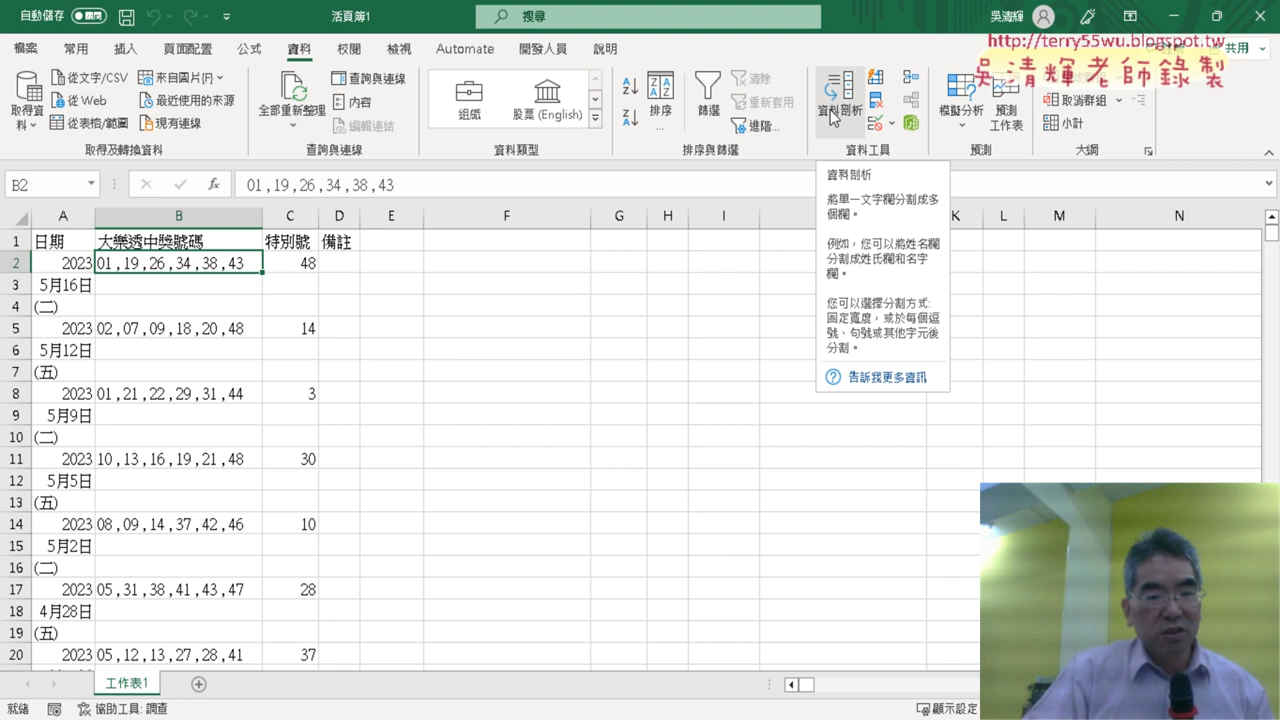 自動儲存 活頁簿1 搜尋 吳清輝
http://terry55wu.blogspot.tw
吳清輝老師錄製
檔案 常用 插入 頁面配置 公式 資料 校閱 檢視 Automate 開發人員 說明 共用
取得資料
從文字/CSV
從 Web
從表格/範圍
來自圖片
最近使用的來源
現有連線
取得及轉換資料
全部重新整理
查詢與連線
內容
編輯連結
查詢與連線
組織 股票 (English)
資料類型
排序...
篩選
清除
重新套用
進階...
排序與篩選
資料剖析
資料工具
模擬分析 預測工作表
預測
取消群組
小計
大綱
B2 01,19,26,34,38,43
資料剖析
將單一文字欄分割成多
個欄。
例如，您可以將姓名欄
分割成姓氏欄和名字
欄。
您可以選擇分割方式:
固定寬度，或於每個逗
號、句號或其他字元後
分割。
告訴我更多資訊
A B C D E F G H I K L M N
1 日期 大樂透中獎號碼 特別號 備註
2 2023 01,19,26,34,38,43 48
3 5月16日
4 (二)
5 2023 02,07,09,18,20,48 14
6 5月12日
7 (五)
8 2023 01,21,22,29,31,44 3
9 5月9日
10 (二)
11 2023 10,13,16,19,21,48 30
12 5月5日
13 (五)
14 2023 08,09,14,37,42,46 10
15 5月2日
16 (二)
17 2023 05,31,38,41,43,47 28
18 4月28日
19 (五)
20 2023 05,12,13,27,28,41 37
工作表1
就緒 協助工具: 調查 顯示設定